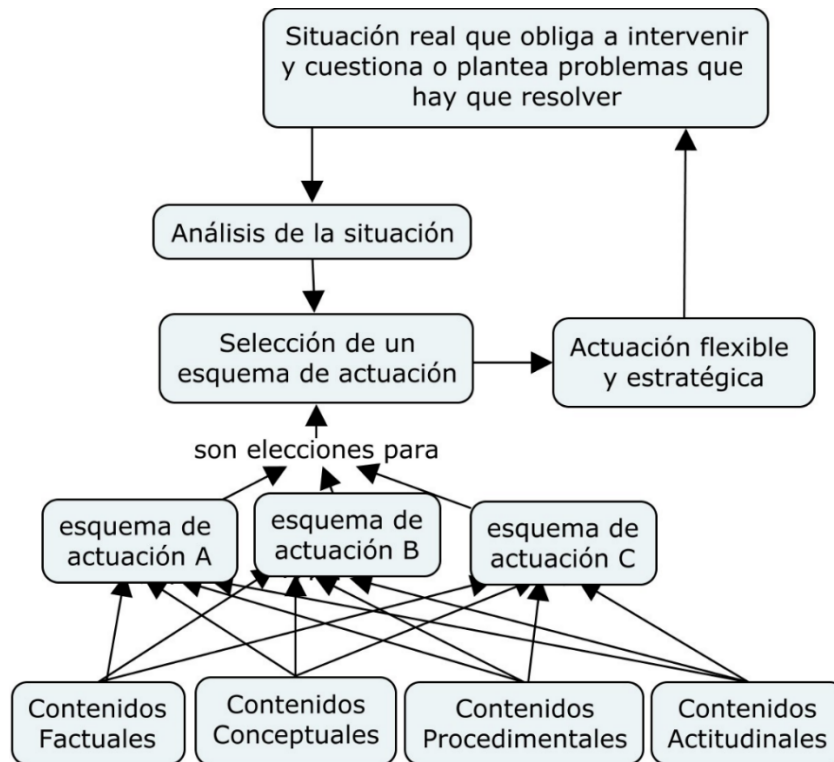 Situación real que obliga a intervenir
y cuestiona o plantea problemas que
hay que resolver
Análisis de la situación
Selección de un
esquema de actuación
Actuación flexible
y estratégica
son elecciones para
esquema de
actuación A
esquema de
actuación B
esquema de
actuación C
Contenidos
Factuales
Contenidos
Conceptuales
Contenidos
Procedimentales
Contenidos
Actitudinales